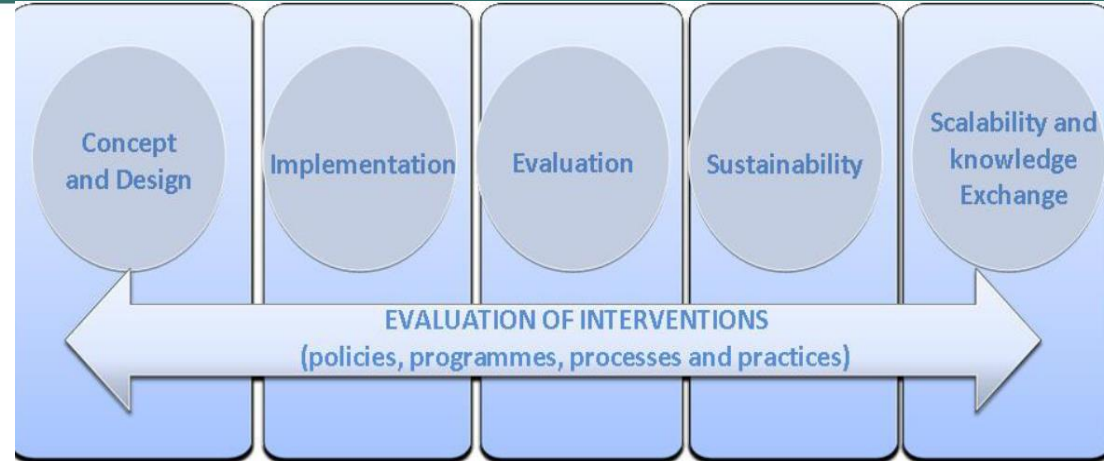 Concept
and Design
Implementation
Evaluation
Sustainability
Scalability and
knowledge
Exchange
EVALUATION OF INTERVENTIONS
(policies, programmes, processes and practices)